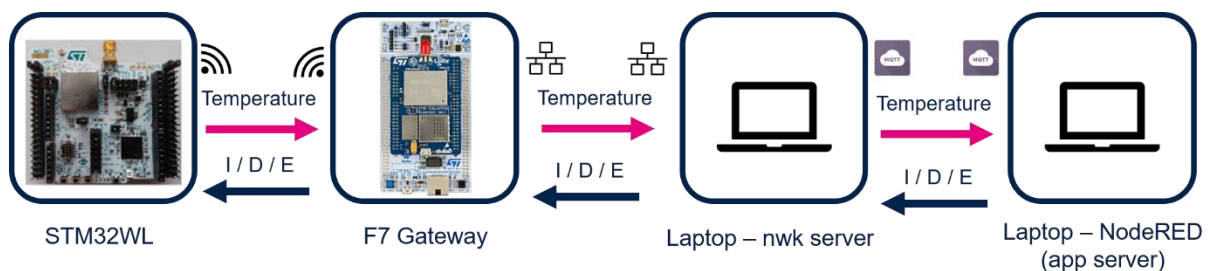 MQTT
MQTT
Temperature
Temperature
Temperature
I / D / E
I / D / E
I / D / E
STM32WL
F7 Gateway
Laptop – nwk server
Laptop – NodeRED
(app server)